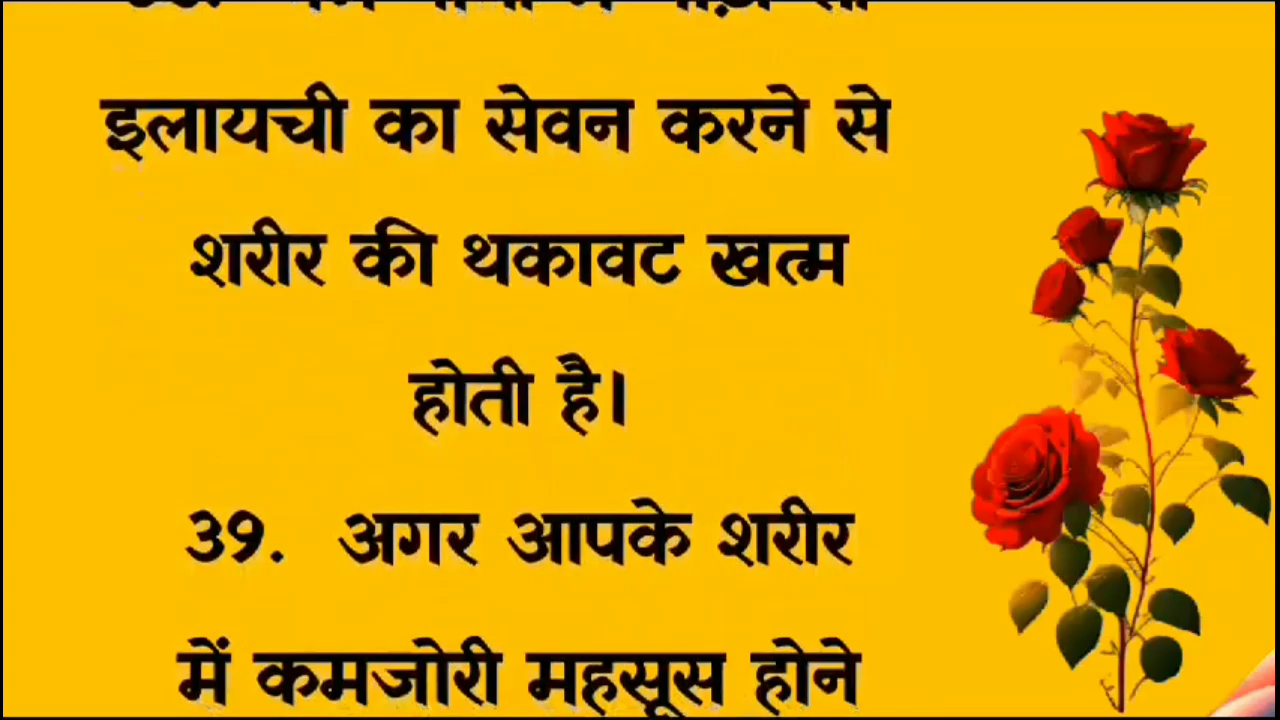 इलायची का सेवन करने से
शरीर की थकावट खत्म
होती है।
39. अगर आपके शरीर
में कमजोरी महसूस होने